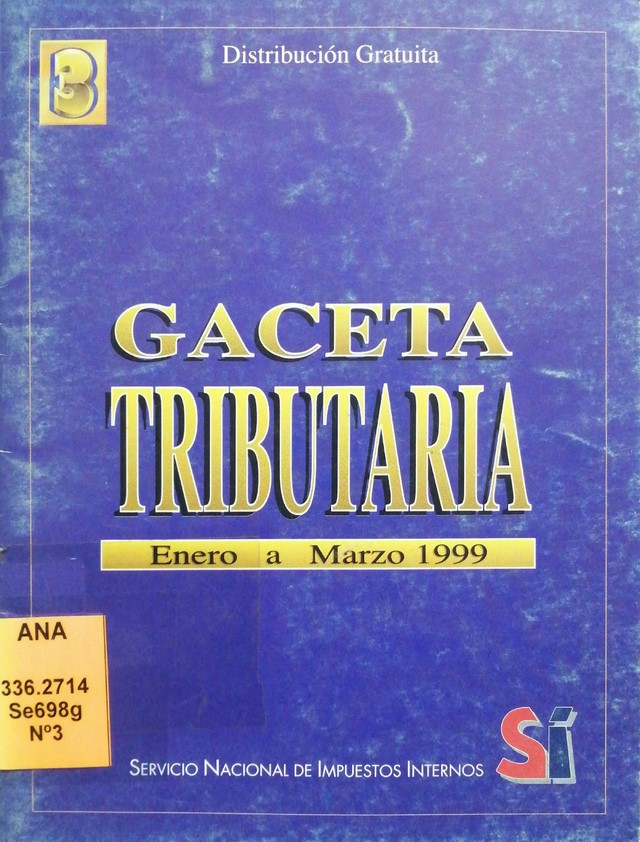 3
Distribución Gratuita
GACETA
TRIBUTARIA
Enero a Marzo 1999
ANA
336.2714
Se698g
Nº3
SERVICIO NACIONAL DE IMPUESTOS INTERNOS
Sí